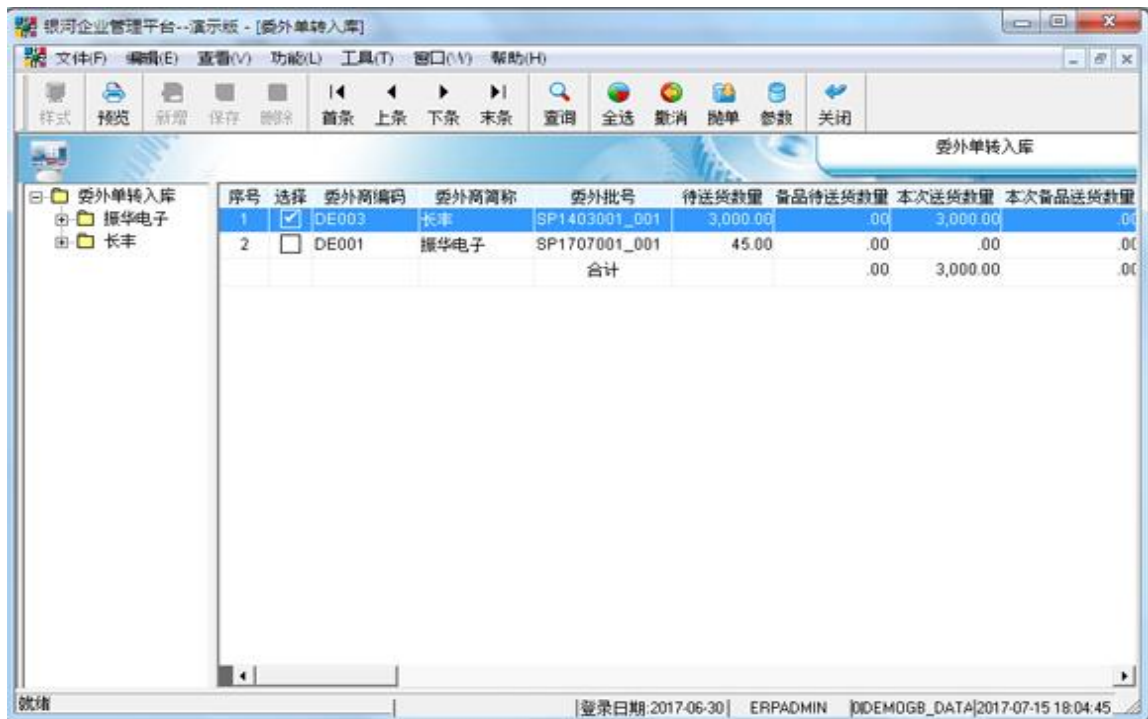 银河企业管理平台--演示版 - [委外单转入库]
文件(F) 编辑(E) 查看(V) 功能(L) 工具(T) 窗口(W) 帮助(H)
样式 预览 新增 保存 删除 首条 上条 下条 末条 查询 全选 撤消 抛单 参数 关闭
委外单转入库
委外单转入库
振华电子
长丰
序号 选择 委外商编码 委外商简称 委外批号 待送货数量 备品待送货数量 本次送货数量 本次备品送货数量
1 DE003 长丰 SP1403001_001 3,000.00 .00 3,000.00 .00
2 DE001 振华电子 SP1707001_001 45.00 .00 .00 .00
合计 .00 3,000.00 .00
就绪 登录日期:2017-06-30 ERPADMIN DEMOGB_DATA 2017-07-15 18:04:45